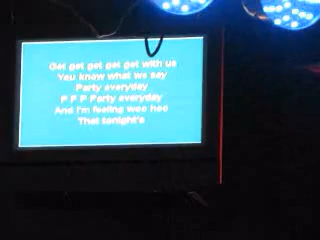 Get get get get get with us
You know what we say
Party everyday
P P P Party everyday
And I'm feeling woo hoo
That tonight's